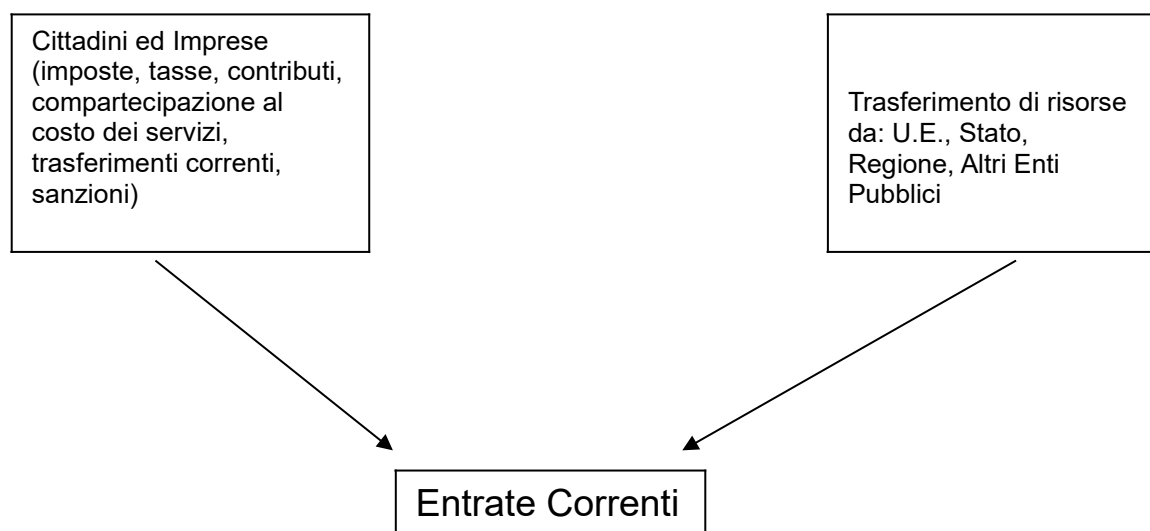 Cittadini ed Imprese
(imposte, tasse, contributi,
compartecipazione al
costo dei servizi,
trasferimenti correnti,
sanzioni)
Trasferimento di risorse
da: U.E., Stato,
Regione, Altri Enti
Pubblici
Entrate Correnti